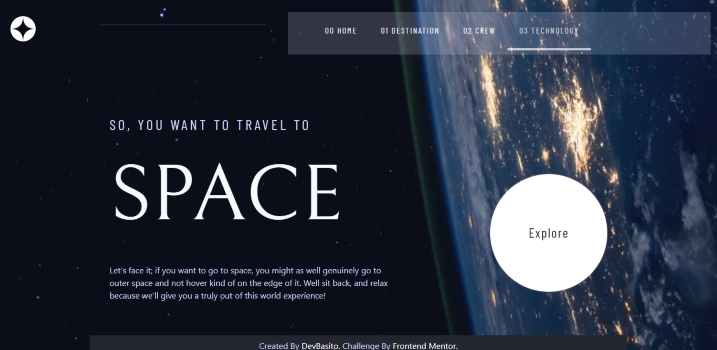 00 HOME 01 DESTINATION 02 CREW 03 TECHNOLOGY
SO, YOU WANT TO TRAVEL TO
SPACE
Explore
Let's face it; if you want to go to space, you might as well genuinely go to
outer space and not hover kind of on the edge of it. Well sit back, and relax
because we'll give you a truly out of this world experience!
Created By DevBasito. Challenge By Frontend Mentor.